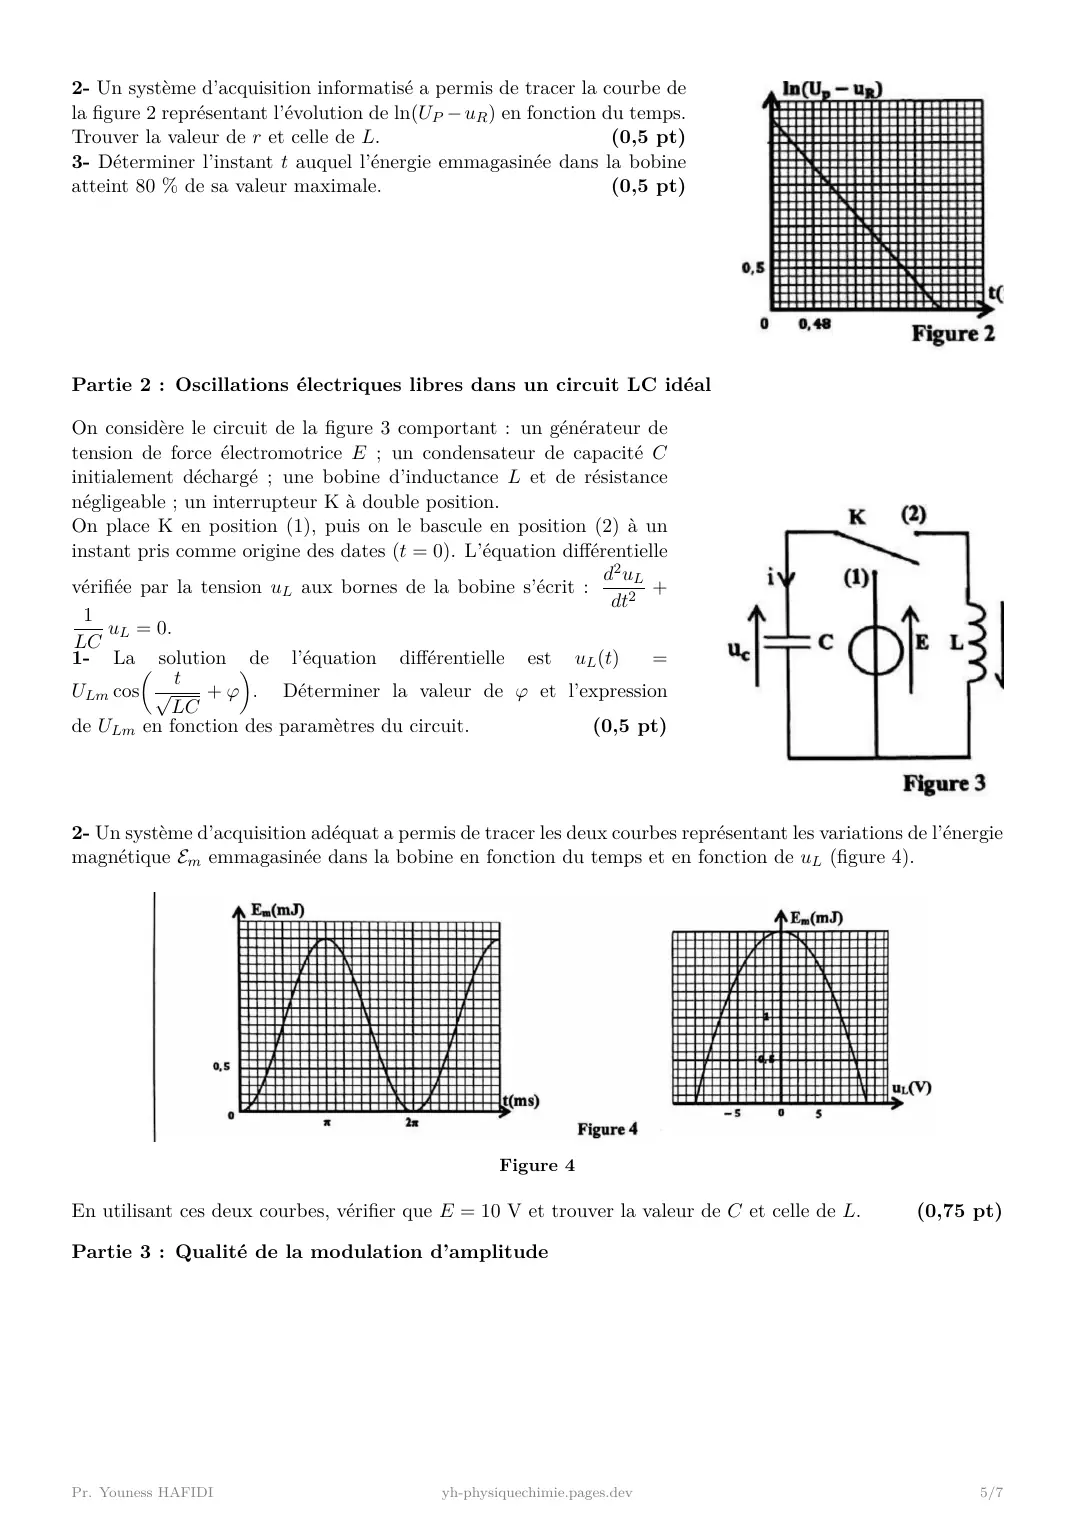 2- Un système d'acquisition informatisé a permis de tracer la courbe de
la figure 2 représentant l'évolution de ln(U_P − u_R) en fonction du temps.
Trouver la valeur de r et celle de L. (0,5 pt)
3- Déterminer l'instant t auquel l'énergie emmagasinée dans la bobine
atteint 80 % de sa valeur maximale. (0,5 pt)
ln(U_p − u_R)
0,5
t(
0 0,48
Figure 2
Partie 2 : Oscillations électriques libres dans un circuit LC idéal
On considère le circuit de la figure 3 comportant : un générateur de
tension de force électromotrice E ; un condensateur de capacité C
initialement déchargé ; une bobine d'inductance L et de résistance
négligeable ; un interrupteur K à double position.
On place K en position (1), puis on le bascule en position (2) à un
instant pris comme origine des dates (t = 0). L'équation différentielle
vérifiée par la tension u_L aux bornes de la bobine s'écrit : d²u_L/dt² +
1/LC u_L = 0.
1- La solution de l'équation différentielle est u_L(t) =
U_Lm cos(t/√LC + φ). Déterminer la valeur de φ et l'expression
de U_Lm en fonction des paramètres du circuit. (0,5 pt)
K (2)
i (1)
u_c C E L
Figure 3
2- Un système d'acquisition adéquat a permis de tracer les deux courbes représentant les variations de l'énergie
magnétique ℰ_m emmagasinée dans la bobine en fonction du temps et en fonction de u_L (figure 4).
E_m(mJ)
0,5
0
π 2π
t(ms)
E_m(mJ)
1
0,5
u_L(V)
−5 0 5
Figure 4
Figure 4
En utilisant ces deux courbes, vérifier que E = 10 V et trouver la valeur de C et celle de L. (0,75 pt)
Partie 3 : Qualité de la modulation d'amplitude
Pr. Youness HAFIDI yh-physiquechimie.pages.dev 5/7